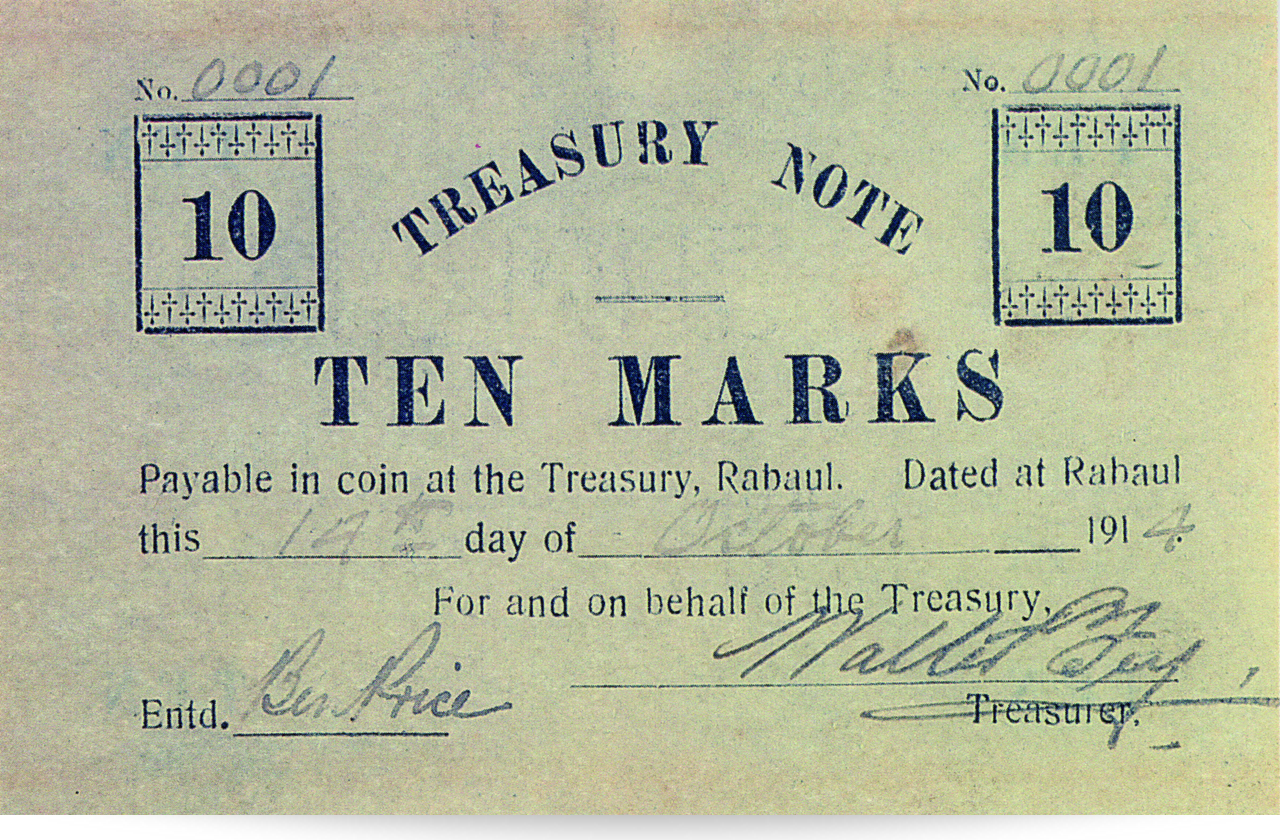 No. 0001 No. 0001
10 TREASURY NOTE 10
TEN MARKS
Payable in coin at the Treasury, Rabaul. Dated at Rabaul
this 14th day of October 1914
For and on behalf of the Treasury,
Entd. Ben Price
Treasurer.